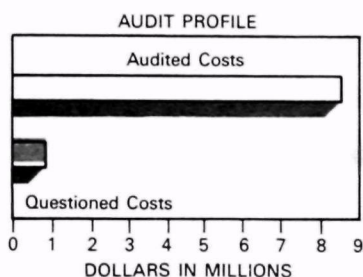 AUDIT PROFILE
Audited Costs
Questioned Costs
0 1 2 3 4 5 6 7 8 9
DOLLARS IN MILLIONS